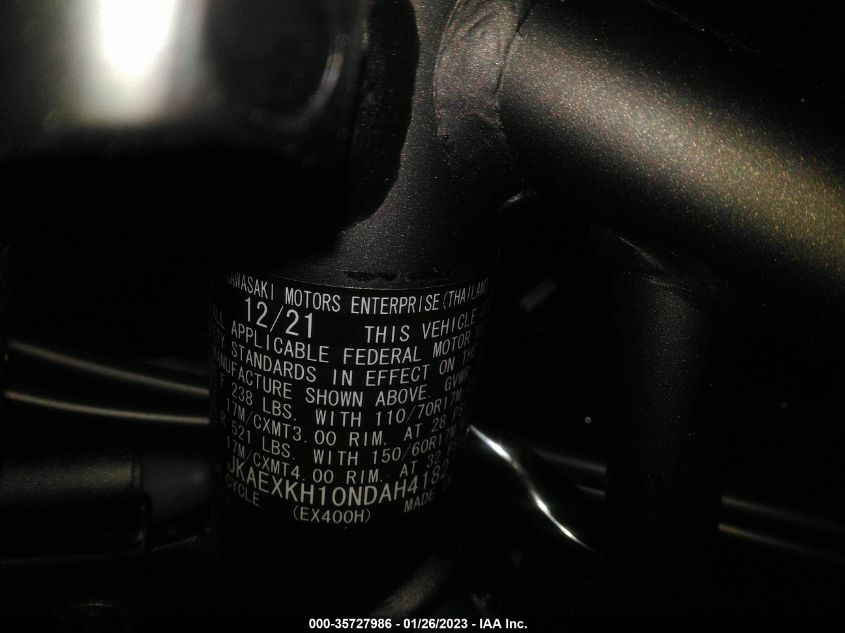 KAWASAKI MOTORS ENTERPRISE (THAILAND
12/21 THIS VEHICLE
APPLICABLE FEDERAL MOTOR
STANDARDS IN EFFECT ON THE
MANUFACTURE SHOWN ABOVE. GVWR
F 238 LBS. WITH 110/70R17M
17M/CXMT3.00 RIM. AT 28
R 521 LBS. WITH 150/60R17M
17M/CXMT4.00 RIM. AT 32
JKAEXKH10NDAH4182
CYCLE (EX400H) MADE
000-35727986 - 01/26/2023 - IAA Inc.